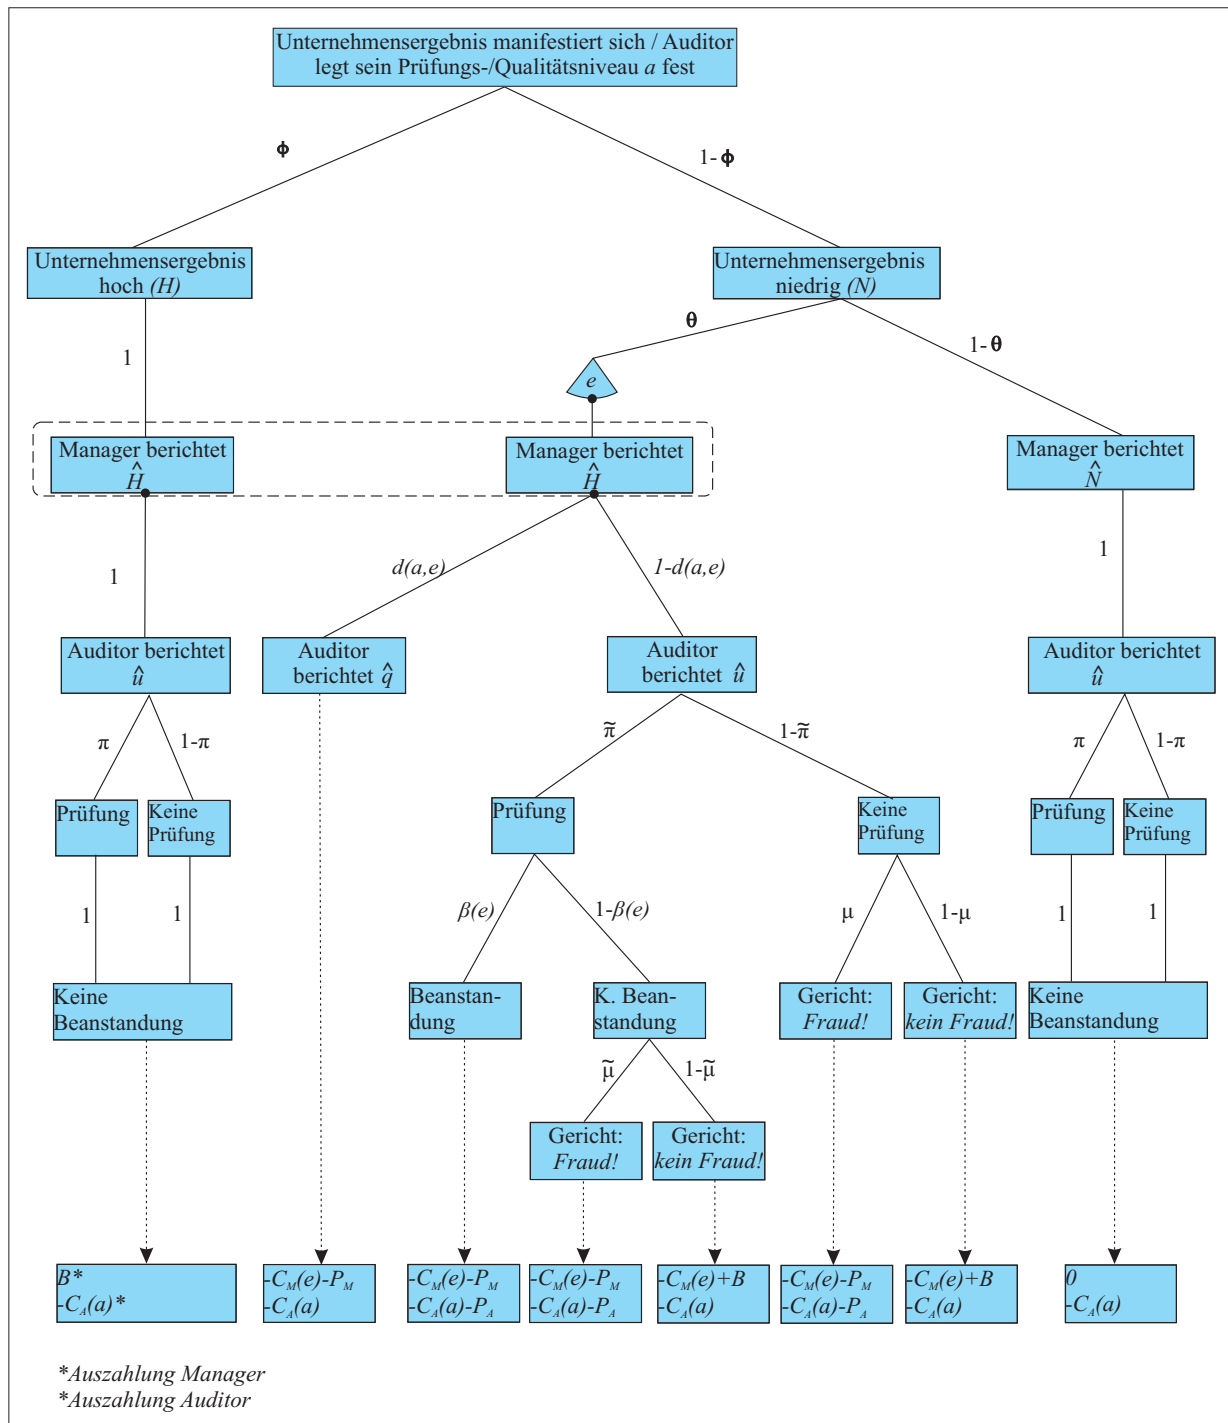 Unternehmensergebnis manifestiert sich / Auditor
legt sein Prüfungs-/Qualitätsniveau a fest
ϕ
1-ϕ
Unternehmensergebnis
hoch (H)
Unternehmensergebnis
niedrig (N)
1
θ
1-θ
e
Manager berichtet
Ĥ
Manager berichtet
Ĥ
Manager berichtet
N̂
1
d(a,e)
1-d(a,e)
1
Auditor berichtet
û
Auditor
berichtet q̂
Auditor
berichtet û
Auditor berichtet
û
π
1-π
π̃
1-π̃
π
1-π
Prüfung
Keine
Prüfung
Prüfung
Keine
Prüfung
Prüfung
Keine
Prüfung
1
1
β(e)
1-β(e)
μ
1-μ
1
1
Keine
Beanstandung
Beanstan-
dung
K. Bean-
standung
Gericht:
Fraud!
Gericht:
kein Fraud!
Keine
Beanstandung
μ̃
1-μ̃
Gericht:
Fraud!
Gericht:
kein Fraud!
B*
-C_A(a)*
-C_M(e)-P_M
-C_A(a)
-C_M(e)-P_M
-C_A(a)-P_A
-C_M(e)-P_M
-C_A(a)-P_A
-C_M(e)+B
-C_A(a)
-C_M(e)-P_M
-C_A(a)-P_A
-C_M(e)+B
-C_A(a)
0
-C_A(a)
*Auszahlung Manager
*Auszahlung Auditor